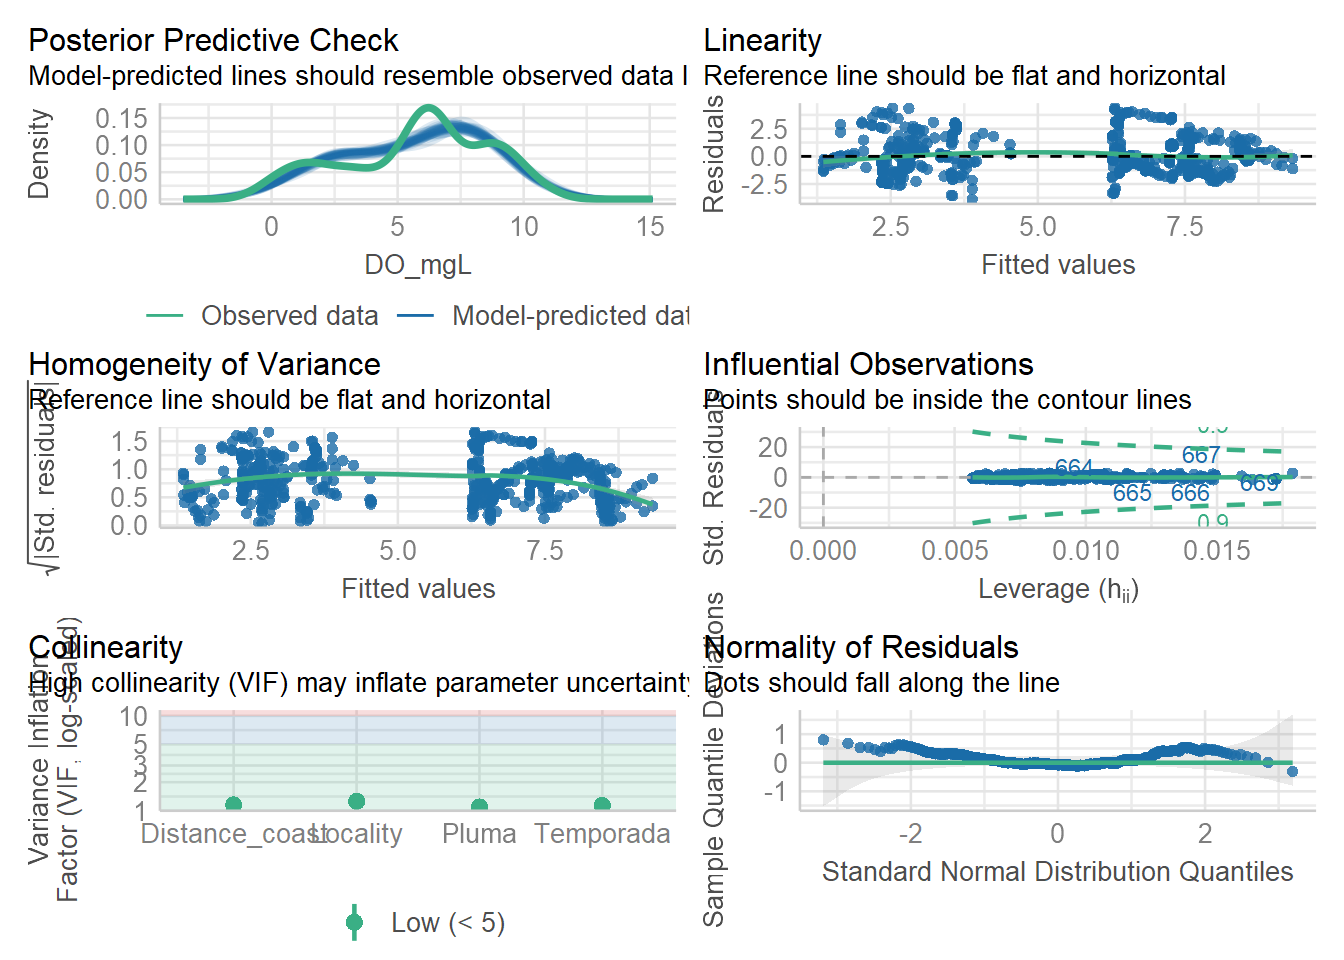 Posterior Predictive Check
Model-predicted lines should resemble observed data l
Density
0.15
0.10
0.05
0.00
0 5 10 15
DO_mgL
Observed data Model-predicted dat
Linearity
Reference line should be flat and horizontal
Residuals
2.5
0.0
-2.5
2.5 5.0 7.5
Fitted values
Homogeneity of Variance
Reference line should be flat and horizontal
√|Std. residuals|
1.5
1.0
0.5
0.0
2.5 5.0 7.5
Fitted values
Influential Observations
Points should be inside the contour lines
Std. Residuals
20
0
-20
0.9
667
664
665 666 669
0.9
0.000 0.005 0.010 0.015
Leverage (hii)
Collinearity
High collinearity (VIF) may inflate parameter uncertainty
Variance Inflation
Factor (VIF, log-scaled)
10
5
3
2
1
Distance_coast Locality Pluma Temporada
Low (< 5)
Normality of Residuals
Dots should fall along the line
Sample Quantile Deviations
1
0
-1
-2 0 2
Standard Normal Distribution Quantiles